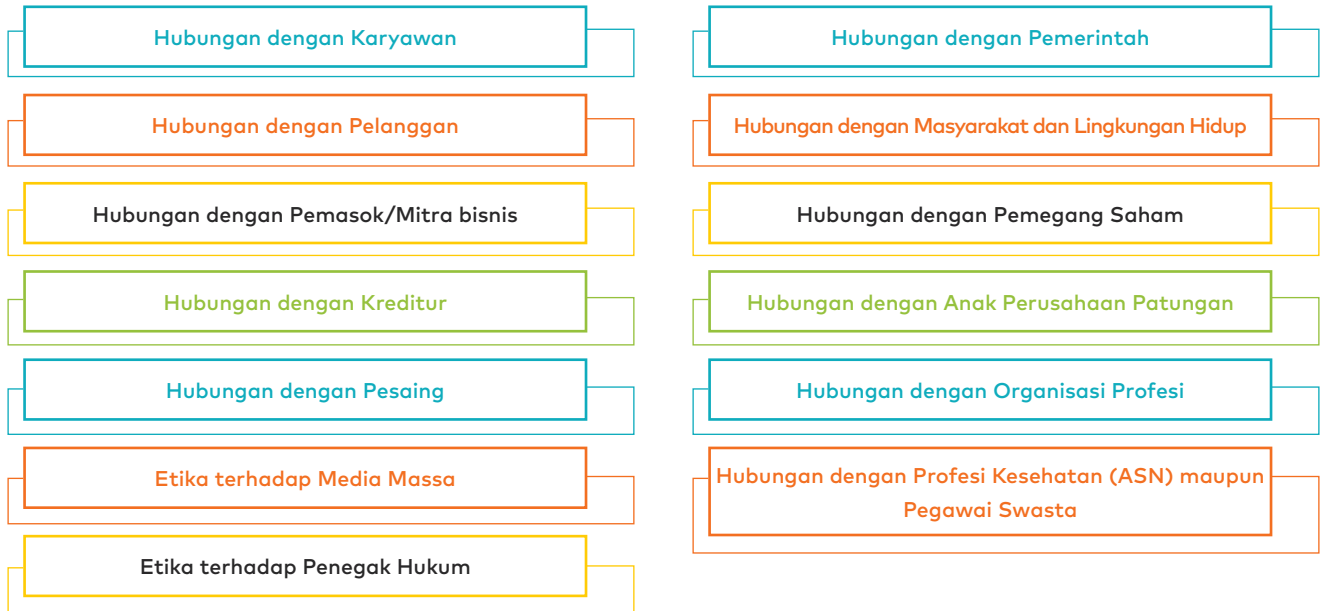 Hubungan dengan Karyawan
Hubungan dengan Pelanggan
Hubungan dengan Pemasok/Mitra bisnis
Hubungan dengan Kreditur
Hubungan dengan Pesaing
Etika terhadap Media Massa
Etika terhadap Penegak Hukum
Hubungan dengan Pemerintah
Hubungan dengan Masyarakat dan Lingkungan Hidup
Hubungan dengan Pemegang Saham
Hubungan dengan Anak Perusahaan Patungan
Hubungan dengan Organisasi Profesi
Hubungan dengan Profesi Kesehatan (ASN) maupun
Pegawai Swasta